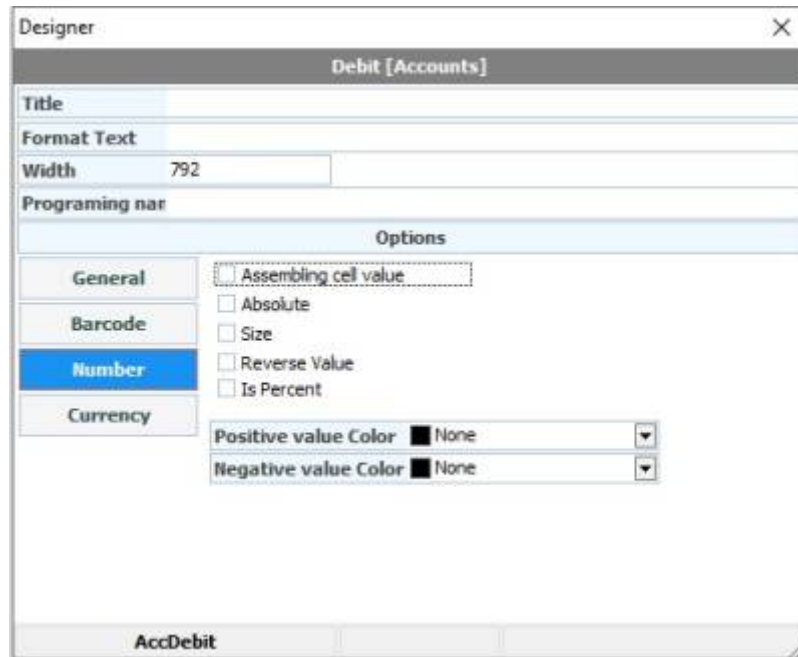 Designer
Debit [Accounts]
Title
Format Text
Width 792
Programing nar
Options
General
Barcode
Number
Currency
Assembling cell value
Absolute
Size
Reverse Value
Is Percent
Positive value Color None
Negative value Color None
AccDebit